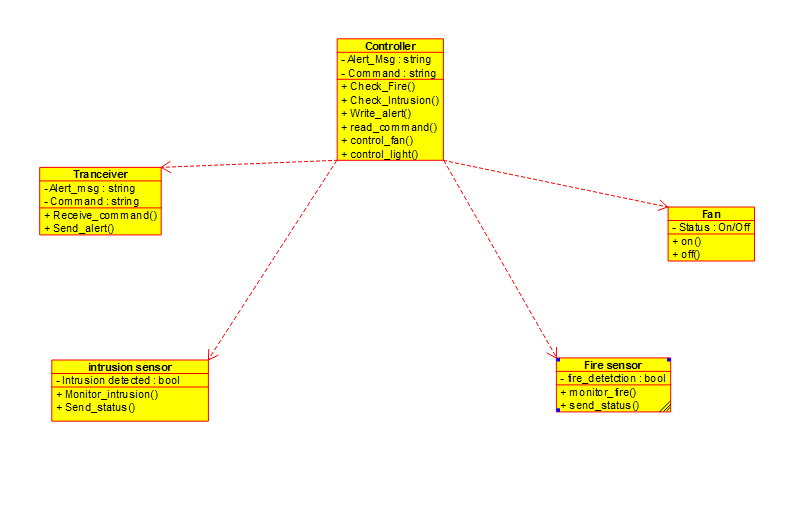 Controller
- Alert_Msg : string
- Command : string
+ Check_Fire()
+ Check_Intrusion()
+ Write_alert()
+ read_command()
+ control_fan()
+ control_light()
Tranceiver
-Alert_msg : string
- Command : string
+ Receive_command()
+ Send_alert()
Fan
- Status : On/Off
+ on()
+ off()
intrusion sensor
- Intrusion detected : bool
+ Monitor_intrusion()
+ Send_status()
Fire sensor
- fire_detetction : bool
+ monitor_fire()
+ send_status()